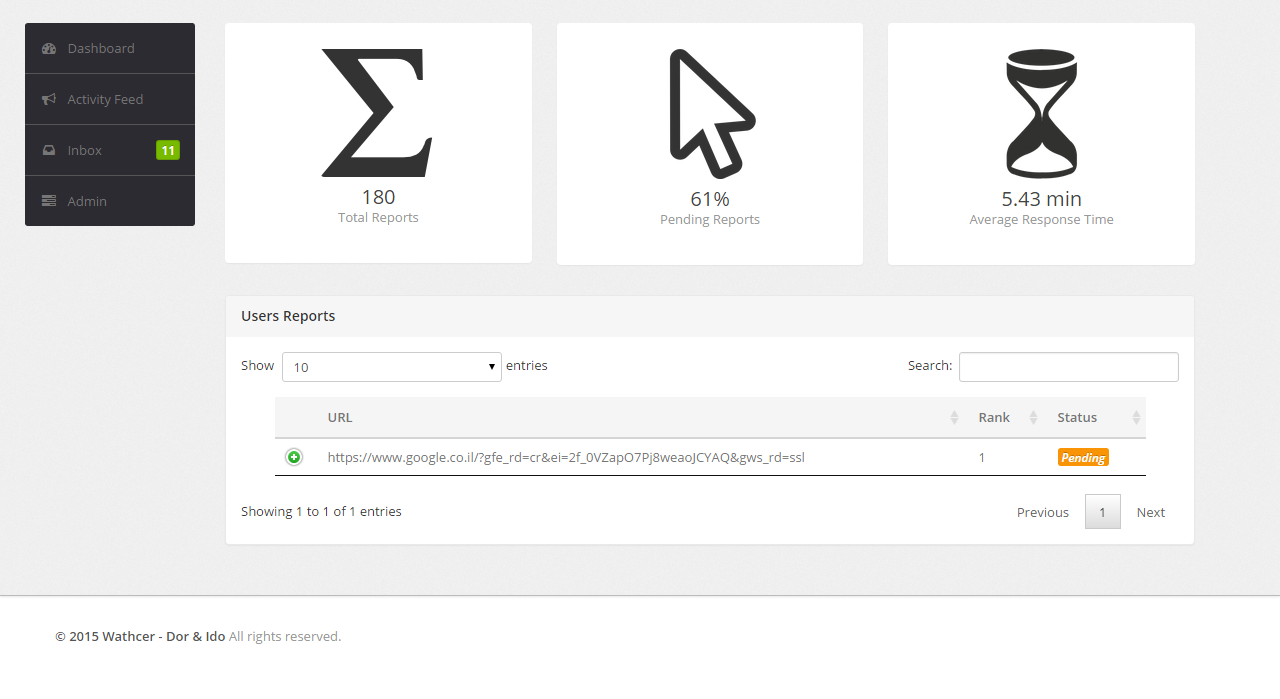 Dashboard
Activity Feed
Inbox 11
Admin
180
Total Reports
61%
Pending Reports
5.43 min
Average Response Time
Users Reports
Show 10 entries Search:
URL Rank Status
https://www.google.co.il/?gfe_rd=cr&ei=2f_0VZapO7Pj8weaoJCYAQ&gws_rd=ssl 1 Pending
Showing 1 to 1 of 1 entries Previous 1 Next
© 2015 Wathcer - Dor & Ido All rights reserved.